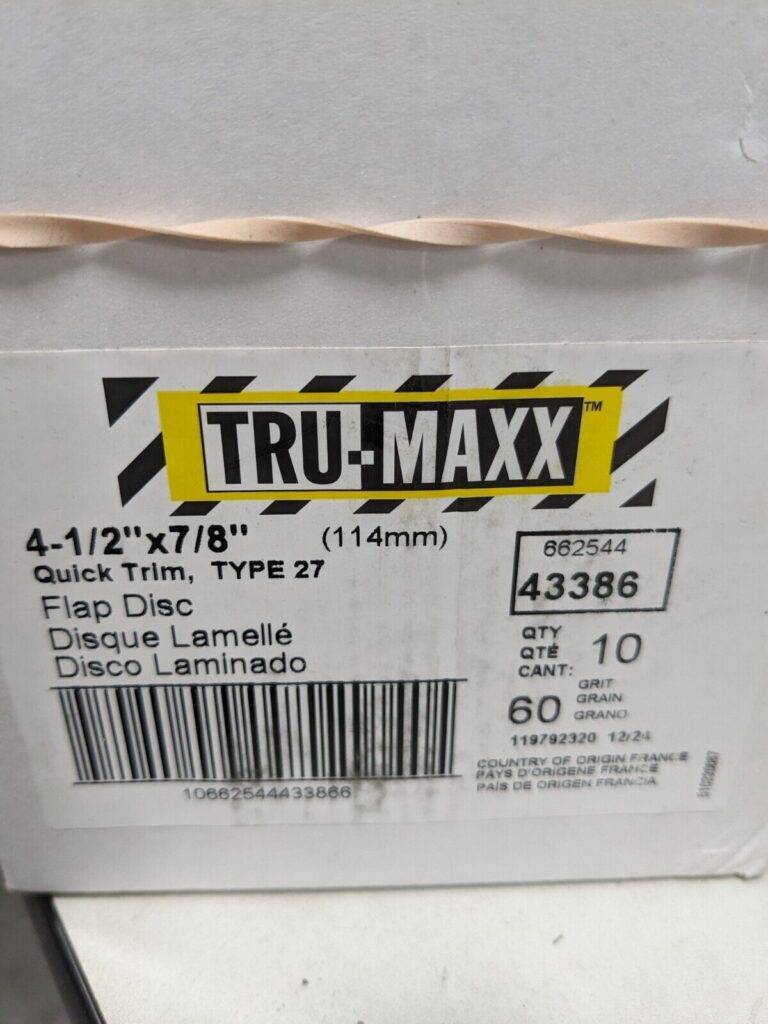 TRU-MAXX™
4-1/2"x7/8" (114mm)
Quick Trim, TYPE 27
Flap Disc
Disque Lamellé
Disco Laminado
10662544433866
662544
43386
QTY
QTÉ
CANT:
10
60
GRIT
GRAIN
GRANO
119792320 12/24
COUNTRY OF ORIGIN FRANCE
PAYS D'ORIGENE FRANCE
PAÍS DE ORIGEN FRANCIA